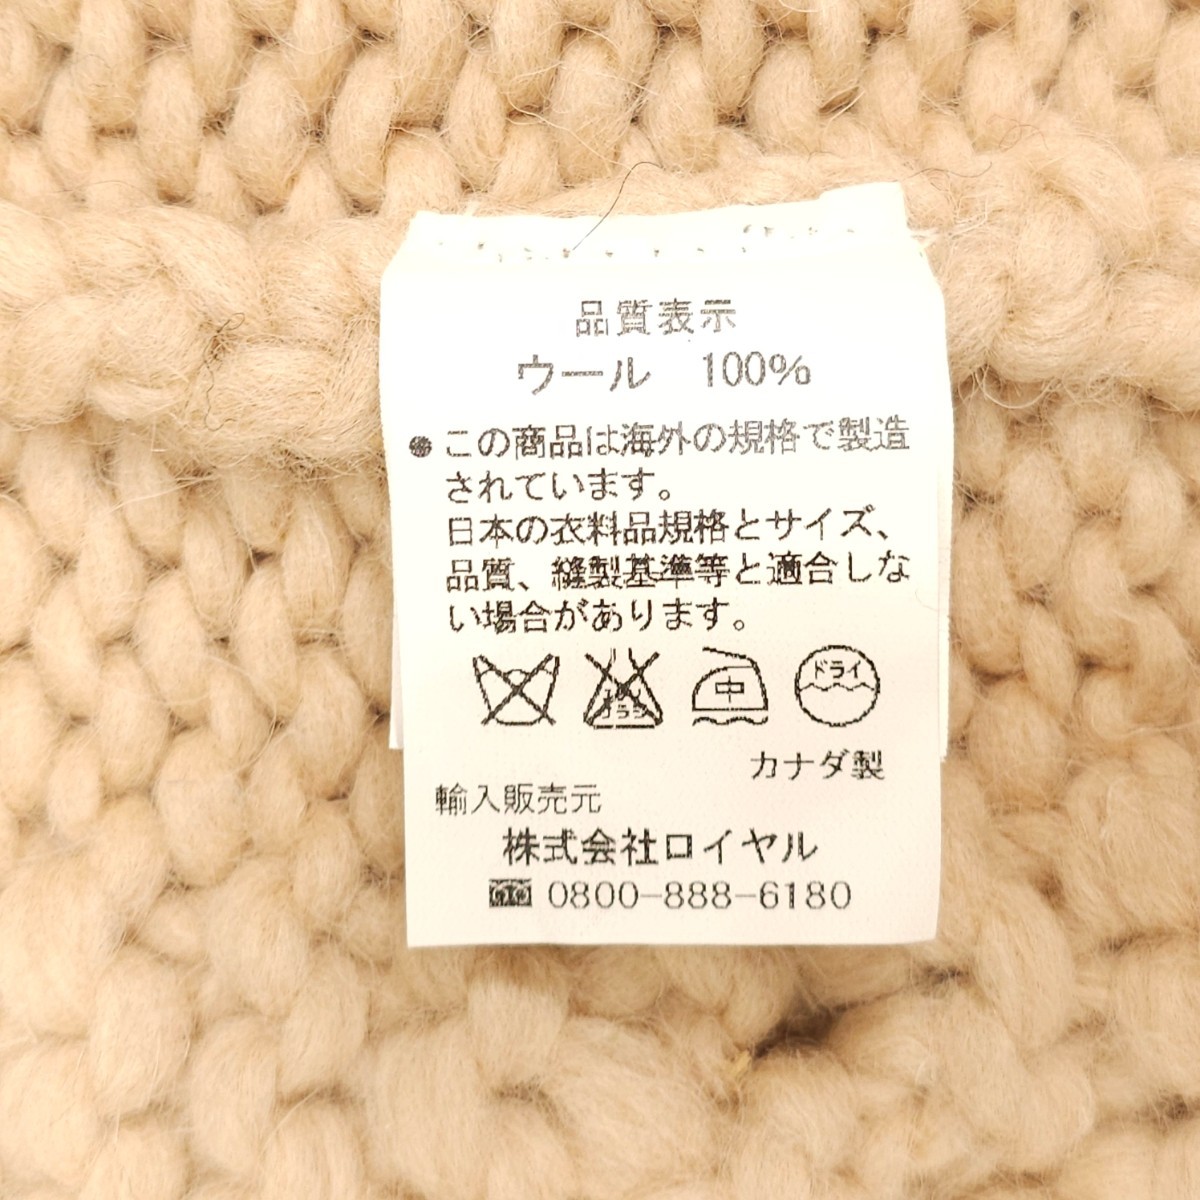 品質表示
ウール 100%
●この商品は海外の規格で製造
されています。
日本の衣料品規格とサイズ、
品質、縫製基準等と適合しな
い場合があります。
中 ドライ
カナダ製
輸入販売元
株式会社ロイヤル
0800-888-6180